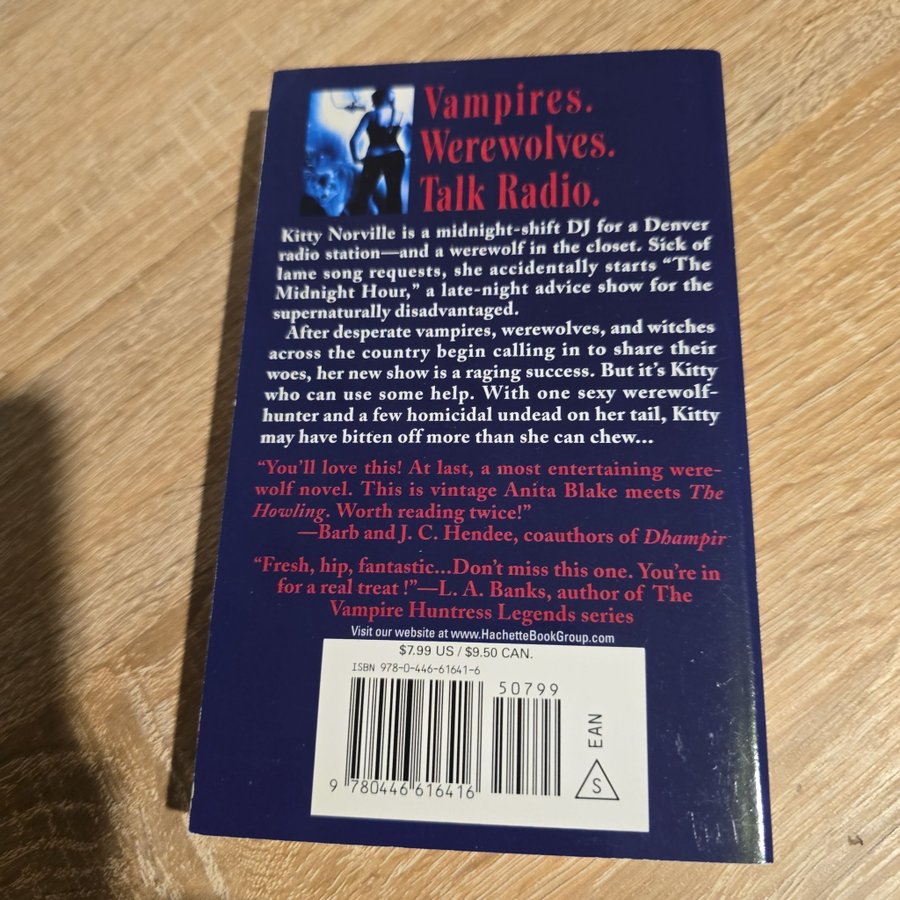 Vampires.
Werewolves.
Talk Radio.
Kitty Norville is a midnight-shift DJ for a Denver
radio station—and a werewolf in the closet. Sick of
lame song requests, she accidentally starts “The
Midnight Hour,” a late-night advice show for the
supernaturally disadvantaged.
After desperate vampires, werewolves, and witches
across the country begin calling in to share their
woes, her new show is a raging success. But it’s Kitty
who can use some help. With one sexy werewolf-
hunter and a few homicidal undead on her tail, Kitty
may have bitten off more than she can chew...
“You’ll love this! At last, a most entertaining were-
wolf novel. This is vintage Anita Blake meets The
Howling. Worth reading twice!”
—Barb and J. C. Hendee, coauthors of Dhampir
“Fresh, hip, fantastic...Don’t miss this one. You’re in
for a real treat !”—L. A. Banks, author of The
Vampire Huntress Legends series
Visit our website at www.HachetteBookGroup.com
$7.99 US / $9.50 CAN.
ISBN 978-0-446-61641-6
50799
9 780446 616416
EAN
S